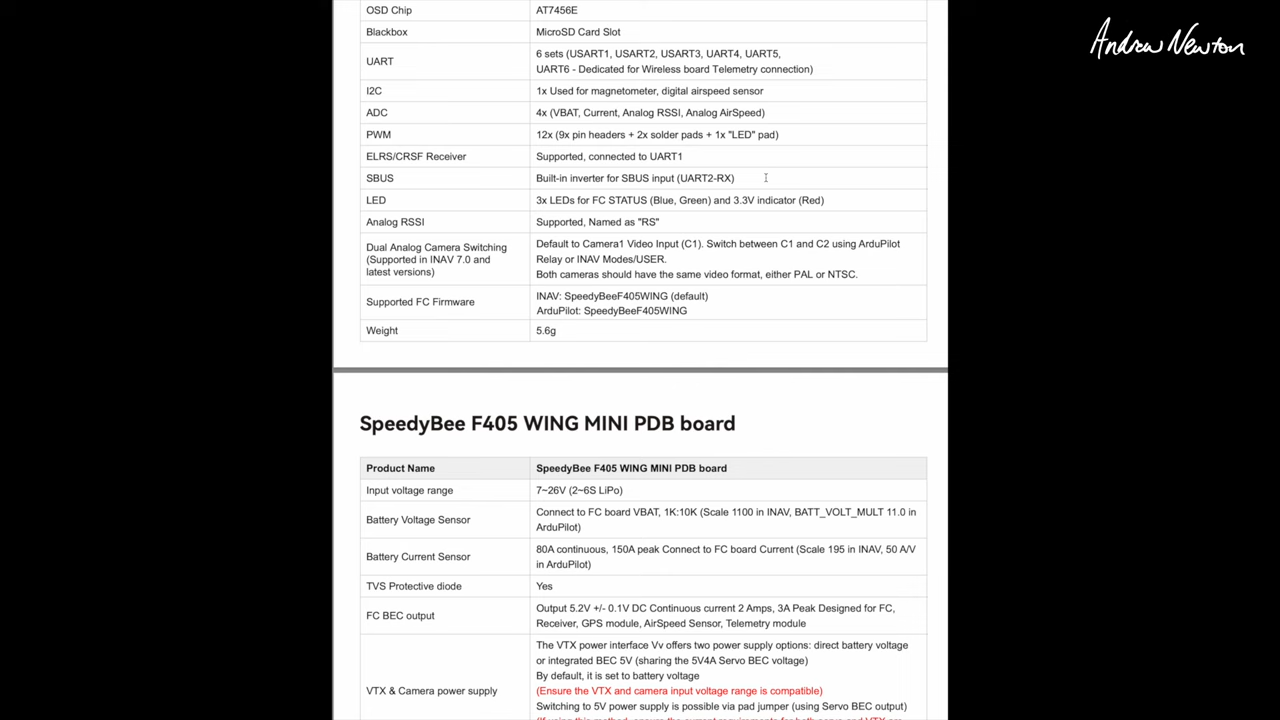 Andrew Newton
OSD Chip AT7456E
Blackbox MicroSD Card Slot
UART 6 sets (USART1, USART2, USART3, UART4, UART5,
UART6 - Dedicated for Wireless board Telemetry connection)
I2C 1x Used for magnetometer, digital airspeed sensor
ADC 4x (VBAT, Current, Analog RSSI, Analog AirSpeed)
PWM 12x (9x pin headers + 2x solder pads + 1x "LED" pad)
ELRS/CRSF Receiver Supported, connected to UART1
SBUS Built-in inverter for SBUS input (UART2-RX)
LED 3x LEDs for FC STATUS (Blue, Green) and 3.3V indicator (Red)
Analog RSSI Supported, Named as "RS"
Dual Analog Camera Switching
(Supported in INAV 7.0 and
latest versions)
Default to Camera1 Video Input (C1). Switch between C1 and C2 using ArduPilot
Relay or INAV Modes/USER.
Both cameras should have the same video format, either PAL or NTSC.
Supported FC Firmware
INAV: SpeedyBeeF405WING (default)
ArduPilot: SpeedyBeeF405WING
Weight 5.6g
SpeedyBee F405 WING MINI PDB board
Product Name SpeedyBee F405 WING MINI PDB board
Input voltage range 7~26V (2~6S LiPo)
Battery Voltage Sensor
Connect to FC board VBAT, 1K:10K (Scale 1100 in INAV, BATT_VOLT_MULT 11.0 in
ArduPilot)
Battery Current Sensor
80A continuous, 150A peak Connect to FC board Current (Scale 195 in INAV, 50 A/V
in ArduPilot)
TVS Protective diode Yes
FC BEC output
Output 5.2V +/- 0.1V DC Continuous current 2 Amps, 3A Peak Designed for FC,
Receiver, GPS module, AirSpeed Sensor, Telemetry module
VTX & Camera power supply
The VTX power interface Vv offers two power supply options: direct battery voltage
or integrated BEC 5V (sharing the 5V4A Servo BEC voltage)
By default, it is set to battery voltage
(Ensure the VTX and camera input voltage range is compatible)
Switching to 5V power supply is possible via pad jumper (using Servo BEC output)